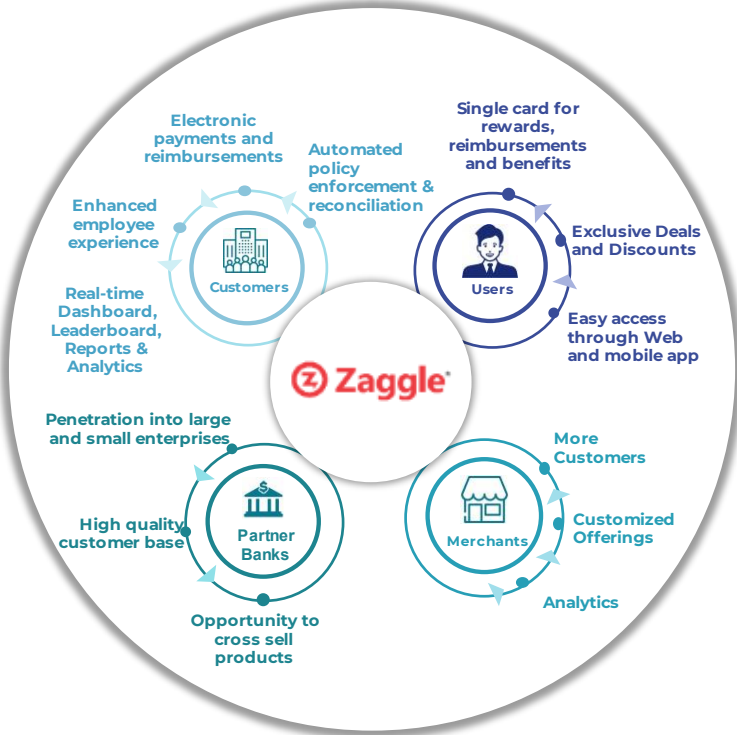 Electronic
payments and
reimbursements
Automated
policy
enforcement &
reconciliation
Enhanced
employee
experience
Real-time
Dashboard,
Leaderboard,
Reports &
Analytics
Customers
Single card for
rewards,
reimbursements
and benefits
Exclusive Deals
and Discounts
Easy access
through Web
and mobile app
Users
Zaggle
Penetration into large
and small enterprises
High quality
customer base
Opportunity to
cross sell
products
Partner
Banks
More
Customers
Customized
Offerings
Analytics
Merchants